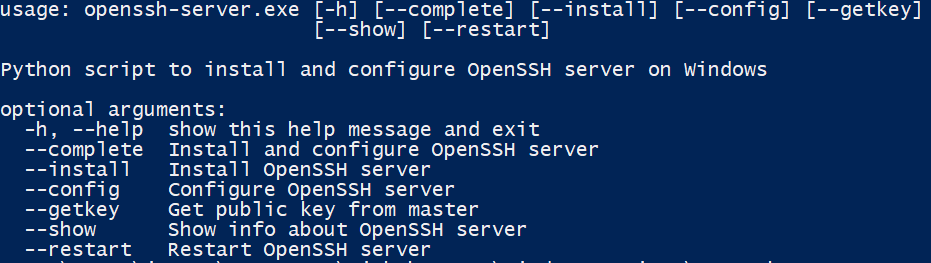 usage: openssh-server.exe [-h] [--complete] [--install] [--config] [--getkey]
[--show] [--restart]
Python script to install and configure OpenSSH server on Windows
optional arguments:
-h, --help show this help message and exit
--complete Install and configure OpenSSH server
--install Install OpenSSH server
--config Configure OpenSSH server
--getkey Get public key from master
--show Show info about OpenSSH server
--restart Restart OpenSSH server